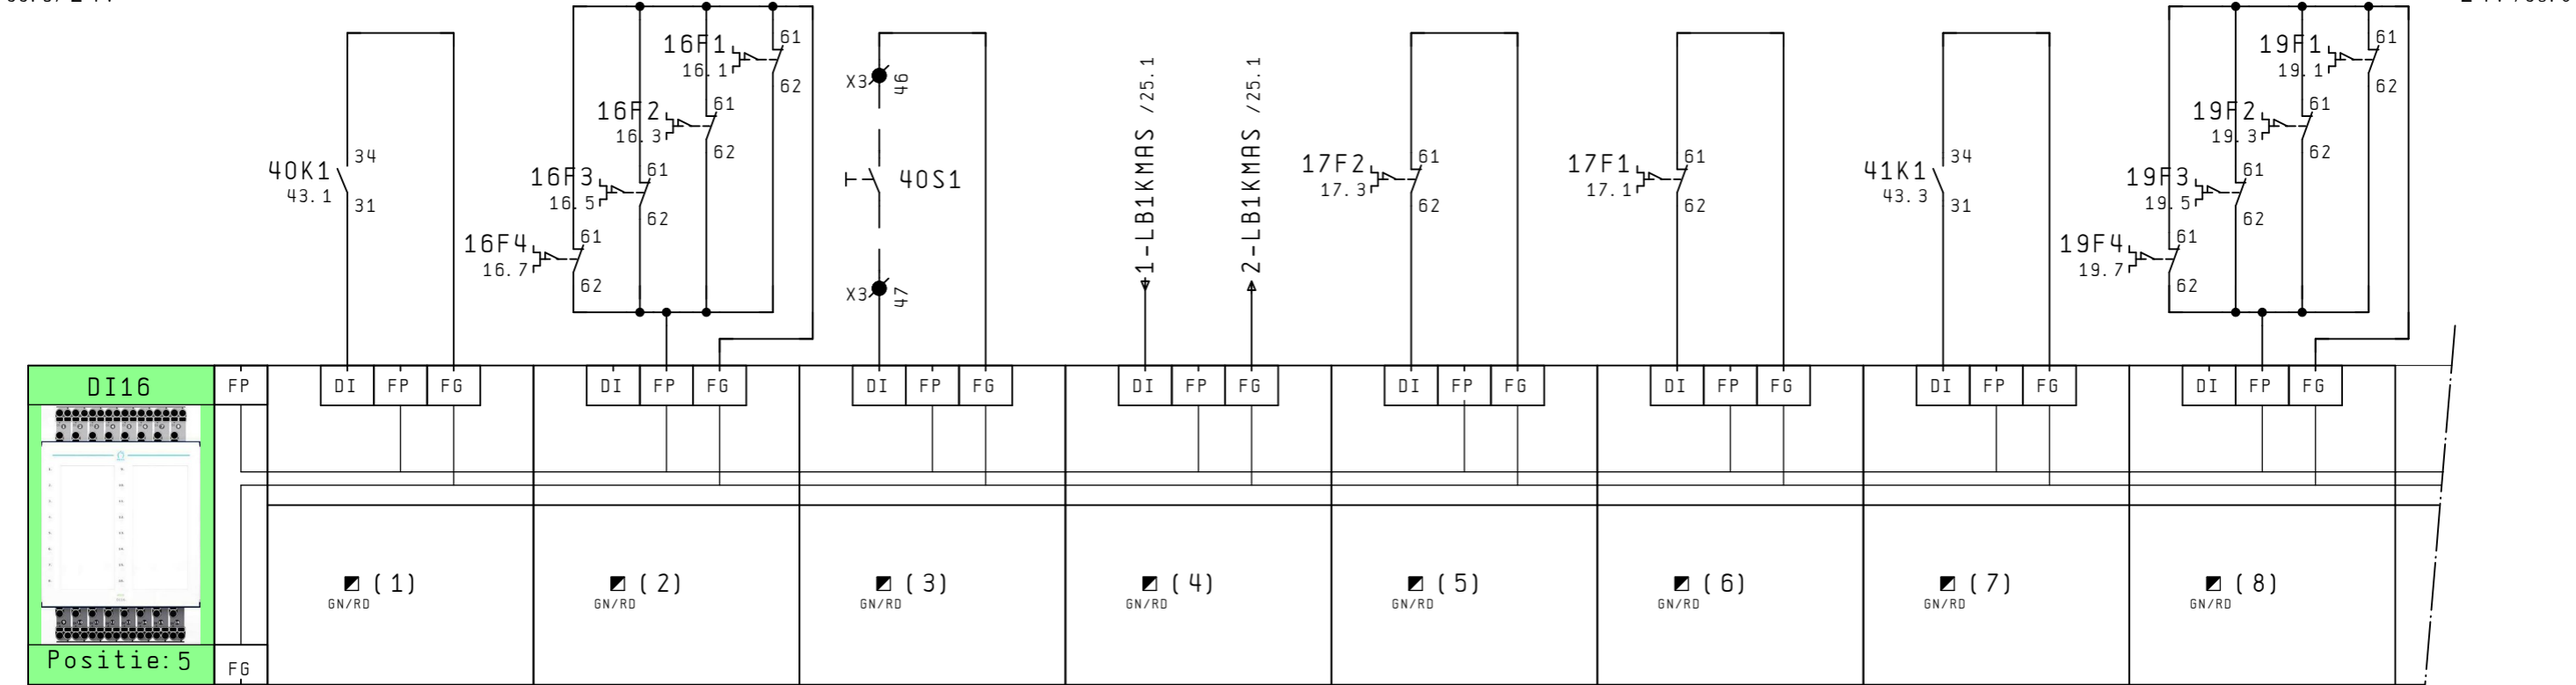 16F1
16.1
61
62
16F2
16.3
61
62
16F3
16.5
61
62
16F4
16.7
61
62
40K1
43.1
34
31
X3
46
40S1
X3
47
1-LB1KMAS /25.1
2-LB1KMAS /25.1
17F2
17.3
61
62
17F1
17.1
61
62
41K1
43.3
34
31
19F1
19.1
61
62
19F2
19.3
61
62
19F3
19.5
61
62
19F4
19.7
61
62
DI16
FP
DI FP FG
DI FP FG
DI FP FG
DI FP FG
DI FP FG
DI FP FG
DI FP FG
DI FP FG
(1)
GN/RD
(2)
GN/RD
(3)
GN/RD
(4)
GN/RD
(5)
GN/RD
(6)
GN/RD
(7)
GN/RD
(8)
GN/RD
Positie: 5
FG